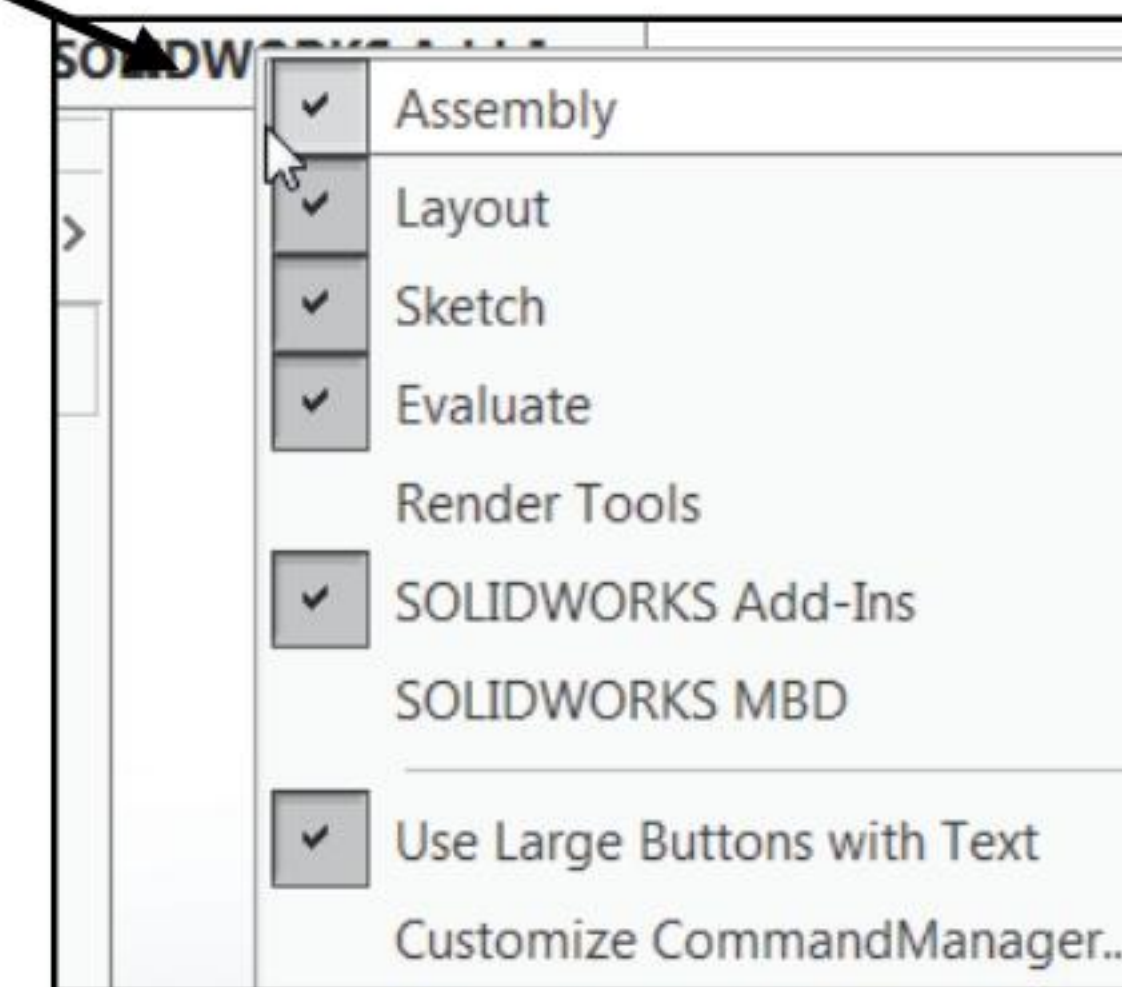 Assembly
Layout
Sketch
Evaluate
Render Tools
SOLIDWORKS Add-Ins
SOLIDWORKS MBD
Use Large Buttons with Text
Customize CommandManager..